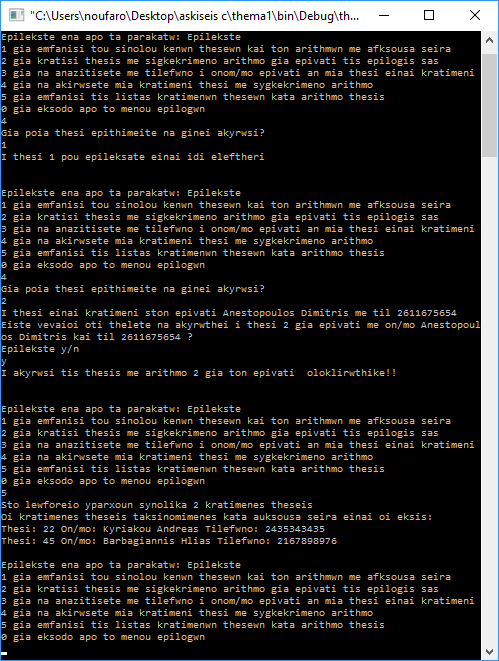 "C:\Users\noufaro\Desktop\askiseis c\thema1\bin\Debug\th...
Epilekste ena apo ta parakatw: Epilekste
1 gia emfanisi tou sinolou kenwn thesewn kai ton arithmwn me afksousa seira
2 gia kratisi thesis me sigkekrimeno arithmo gia epivati tis epilogis sas
3 gia na anazitisete me tilefwno i onom/mo epivati an mia thesi einai kratimeni
4 gia na akirwsete mia kratimeni thesi me sygkekrimeno arithmo
5 gia emfanisi tis listas kratimenwn thesewn kata arithmo thesis
0 gia eksodo apo to menou epilogwn
4
Gia poia thesi epithimeite na ginei akyrwsi?
1
I thesi 1 pou epileksate einai idi eleftheri
Epilekste ena apo ta parakatw: Epilekste
1 gia emfanisi tou sinolou kenwn thesewn kai ton arithmwn me afksousa seira
2 gia kratisi thesis me sigkekrimeno arithmo gia epivati tis epilogis sas
3 gia na anazitisete me tilefwno i onom/mo epivati an mia thesi einai kratimeni
4 gia na akirwsete mia kratimeni thesi me sygkekrimeno arithmo
5 gia emfanisi tis listas kratimenwn thesewn kata arithmo thesis
0 gia eksodo apo to menou epilogwn
4
Gia poia thesi epithimeite na ginei akyrwsi?
2
I thesi einai kratimeni ston epivati Anestopoulos Dimitris me til 2611675654
Eiste vevaioi oti thelete na akyrwthei i thesi 2 gia epivati me on/mo Anestopoul
os Dimitris kai til 2611675654 ?
Epilekste y/n
y
I akyrwsi tis thesis me arithmo 2 gia ton epivati  oloklirwthike!!
Epilekste ena apo ta parakatw: Epilekste
1 gia emfanisi tou sinolou kenwn thesewn kai ton arithmwn me afksousa seira
2 gia kratisi thesis me sigkekrimeno arithmo gia epivati tis epilogis sas
3 gia na anazitisete me tilefwno i onom/mo epivati an mia thesi einai kratimeni
4 gia na akirwsete mia kratimeni thesi me sygkekrimeno arithmo
5 gia emfanisi tis listas kratimenwn thesewn kata arithmo thesis
0 gia eksodo apo to menou epilogwn
5
Sto lewforeio yparxoun synolika 2 kratimenes theseis
Oi kratimenes theseis taksinomimenes kata auksousa seira einai oi eksis:
Thesi: 22 On/mo: Kyriakou Andreas Tilefwno: 2435343435
Thesi: 45 On/mo: Barbagiannis Hlias Tilefwno: 2167898976
Epilekste ena apo ta parakatw: Epilekste
1 gia emfanisi tou sinolou kenwn thesewn kai ton arithmwn me afksousa seira
2 gia kratisi thesis me sigkekrimeno arithmo gia epivati tis epilogis sas
3 gia na anazitisete me tilefwno i onom/mo epivati an mia thesi einai kratimeni
4 gia na akirwsete mia kratimeni thesi me sygkekrimeno arithmo
5 gia emfanisi tis listas kratimenwn thesewn kata arithmo thesis
0 gia eksodo apo to menou epilogwn